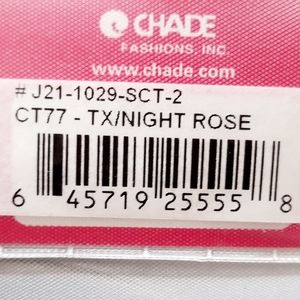 CHADE
FASHIONS, INC.
www.chade.com
# J21-1029-SCT-2
CT77 - TX/NIGHT ROSE
6 45719 25555 8